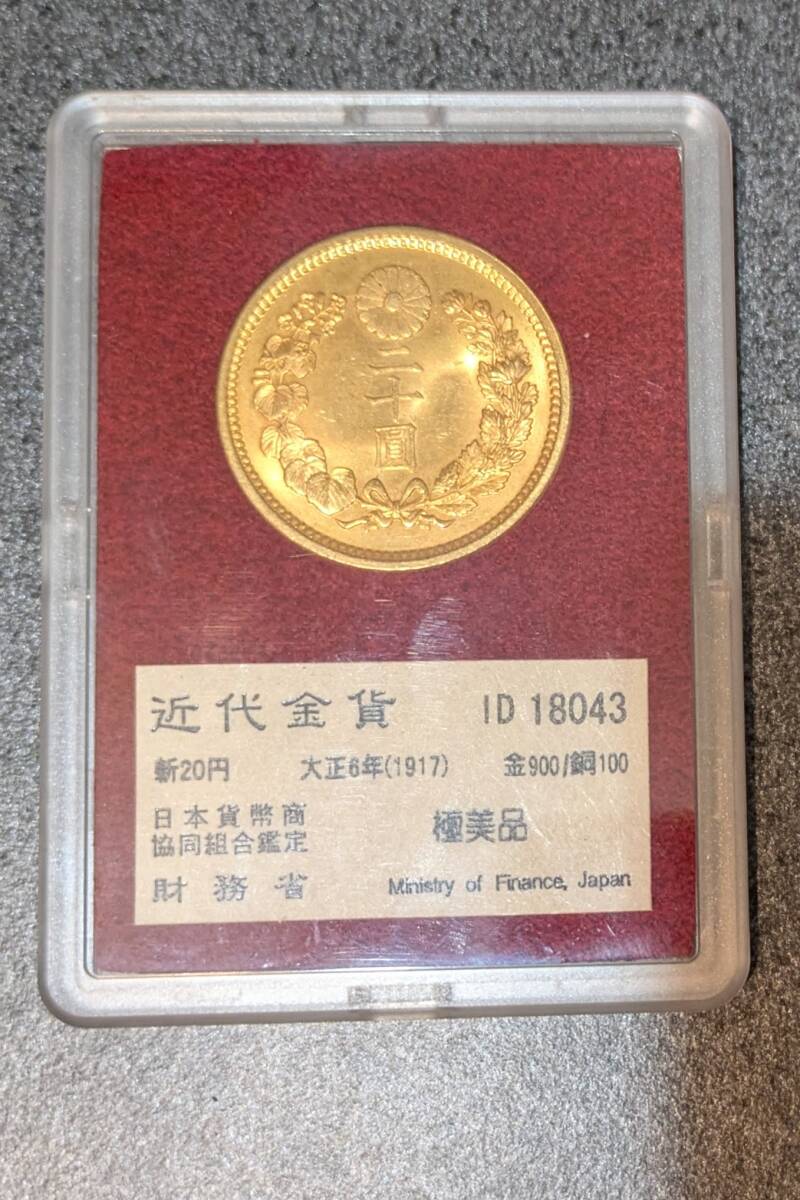 二十圓
近代金貨 ID 18043
新20円 大正6年(1917) 金900/銅100
日本貨幣商
協同組合鑑定 極美品
財務省 Ministry of Finance, Japan